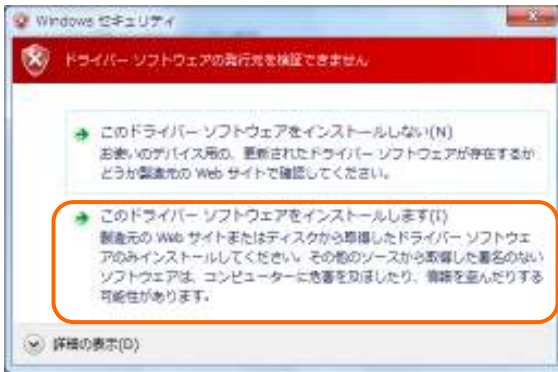 Windows セキュリティ
ドライバー ソフトウェアの発行元を検証できません
このドライバー ソフトウェアをインストールしない(N)
お使いのデバイス用の、更新されたドライバー ソフトウェアが存在するか
どうか製造元の Web サイトで確認してください。
このドライバー ソフトウェアをインストールします(I)
製造元の Web サイトまたはディスクから取得したドライバー ソフトウェ
アのみインストールしてください。その他のソースから取得した署名のない
ソフトウェアは、コンピューターに危害を及ぼしたり、情報を盗んだりする
可能性があります。
詳細の表示(D)